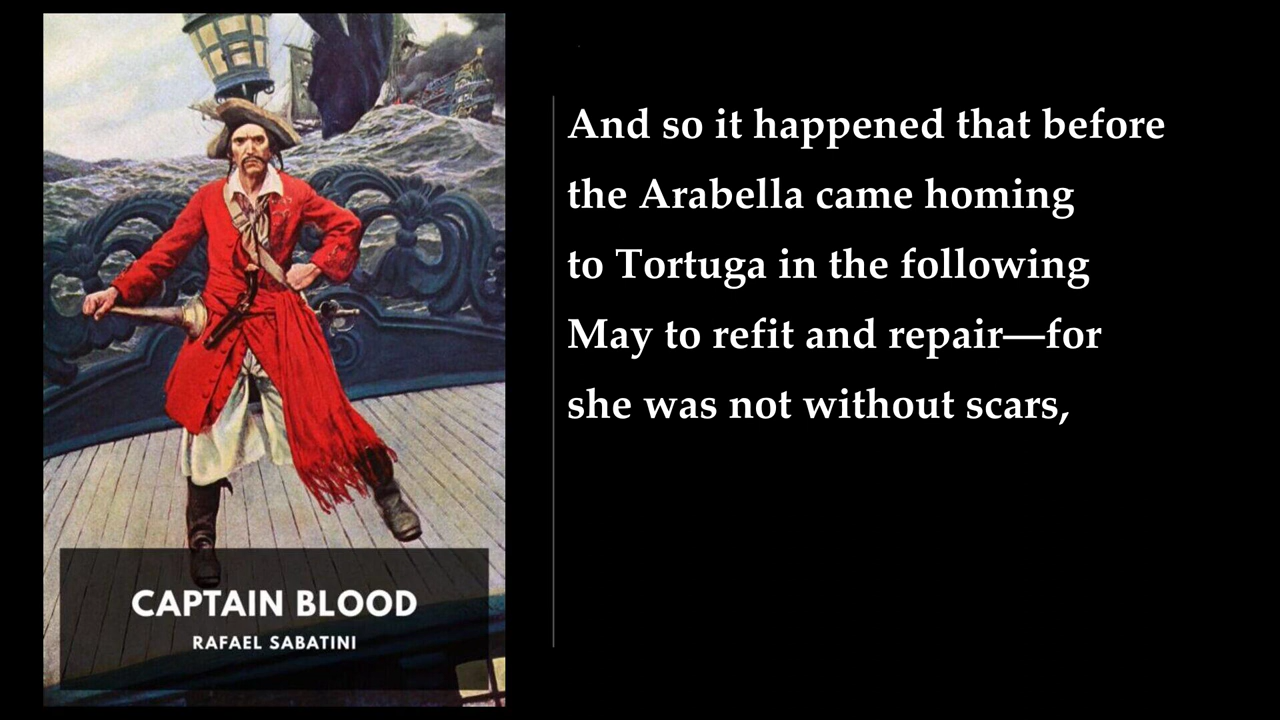 And so it happened that before
the Arabella came homing
to Tortuga in the following
May to refit and repair—for
she was not without scars,
CAPTAIN BLOOD
RAFAEL SABATINI